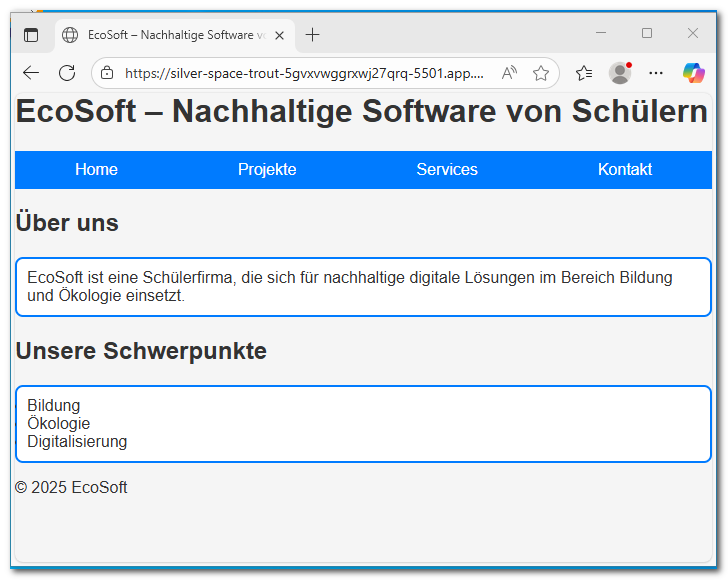 EcoSoft – Nachhaltige Software v
https://silver-space-trout-5gvxvwggrxwj27qrq-5501.app....
EcoSoft – Nachhaltige Software von Schülern
Home Projekte Services Kontakt
Über uns
EcoSoft ist eine Schülerfirma, die sich für nachhaltige digitale Lösungen im Bereich Bildung
und Ökologie einsetzt.
Unsere Schwerpunkte
Bildung
Ökologie
Digitalisierung
© 2025 EcoSoft